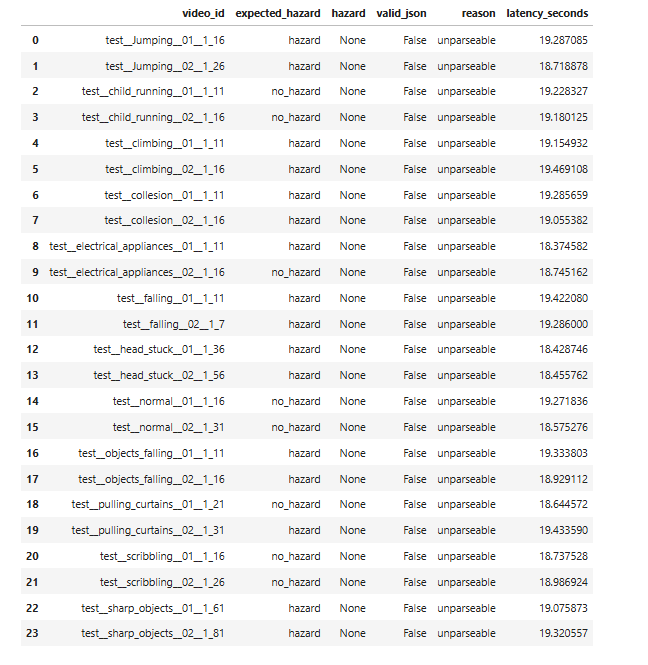 video_id expected_hazard hazard valid_json reason latency_seconds
0 test__Jumping__01__1_16 hazard None False unparseable 19.287085
1 test__Jumping__02__1_26 hazard None False unparseable 18.718878
2 test__child_running__01__1_11 no_hazard None False unparseable 19.228327
3 test__child_running__02__1_16 no_hazard None False unparseable 19.180125
4 test__climbing__01__1_11 hazard None False unparseable 19.154932
5 test__climbing__02__1_16 hazard None False unparseable 19.469108
6 test__collesion__01__1_11 hazard None False unparseable 19.285659
7 test__collesion__02__1_16 hazard None False unparseable 19.055382
8 test__electrical_appliances__01__1_11 hazard None False unparseable 18.374582
9 test__electrical_appliances__02__1_16 no_hazard None False unparseable 18.745162
10 test__falling__01__1_11 hazard None False unparseable 19.422080
11 test__falling__02__1_7 hazard None False unparseable 19.286000
12 test__head_stuck__01__1_36 hazard None False unparseable 18.428746
13 test__head_stuck__02__1_56 hazard None False unparseable 18.455762
14 test__normal__01__1_16 no_hazard None False unparseable 19.271836
15 test__normal__02__1_31 no_hazard None False unparseable 18.575276
16 test__objects_falling__01__1_11 hazard None False unparseable 19.333803
17 test__objects_falling__02__1_16 hazard None False unparseable 18.929112
18 test__pulling_curtains__01__1_21 no_hazard None False unparseable 18.644572
19 test__pulling_curtains__02__1_31 hazard None False unparseable 19.433590
20 test__scribbling__01__1_16 no_hazard None False unparseable 18.737528
21 test__scribbling__02__1_26 no_hazard None False unparseable 18.986924
22 test__sharp_objects__01__1_61 hazard None False unparseable 19.075873
23 test__sharp_objects__02__1_81 hazard None False unparseable 19.320557